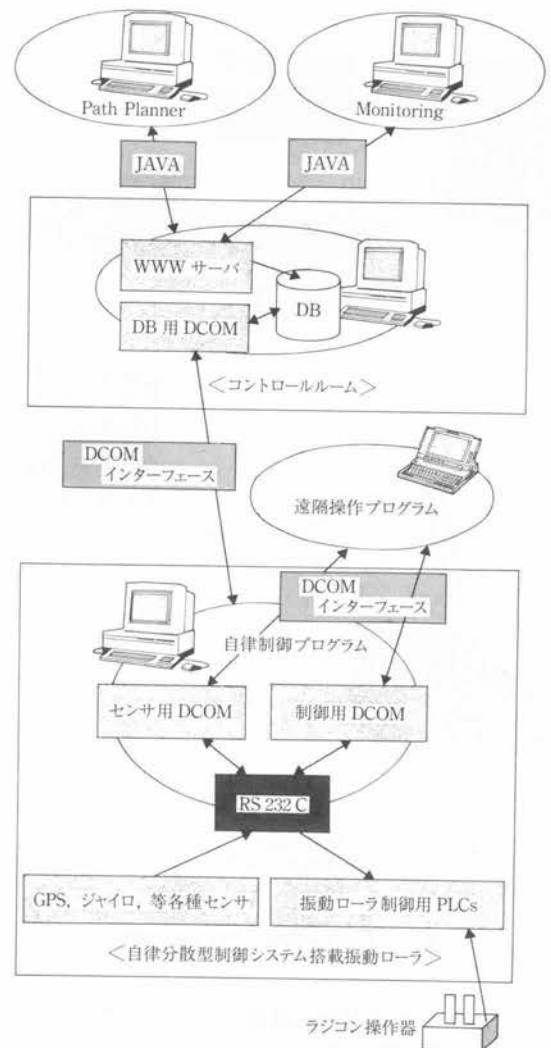 Path Planner
Monitoring
JAVA
JAVA
WWW サーバ
DB
DB 用 DCOM
<コントロールルーム>
DCOM
インターフェース
遠隔操作プログラム
DCOM
インターフェース
自律制御プログラム
センサ用 DCOM
制御用 DCOM
RS 232 C
GPS, ジャイロ, 等各種センサ
振動ローラ制御用 PLCs
<自律分散型制御システム搭載振動ローラ>
ラジコン操作器